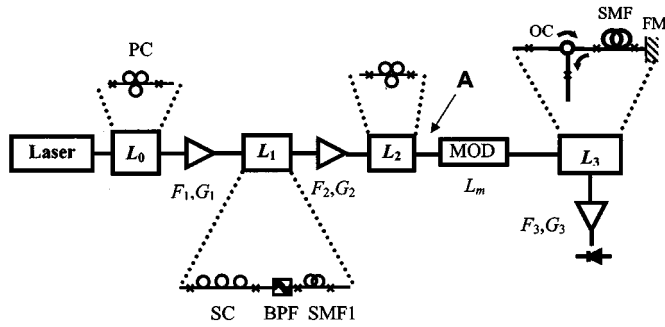 SMF FM
OC
PC
A
Laser L₀ L₁ L₂ MOD L₃
F₁,G₁ F₂,G₂ Lₘ
F₃,G₃
SC BPF SMF1